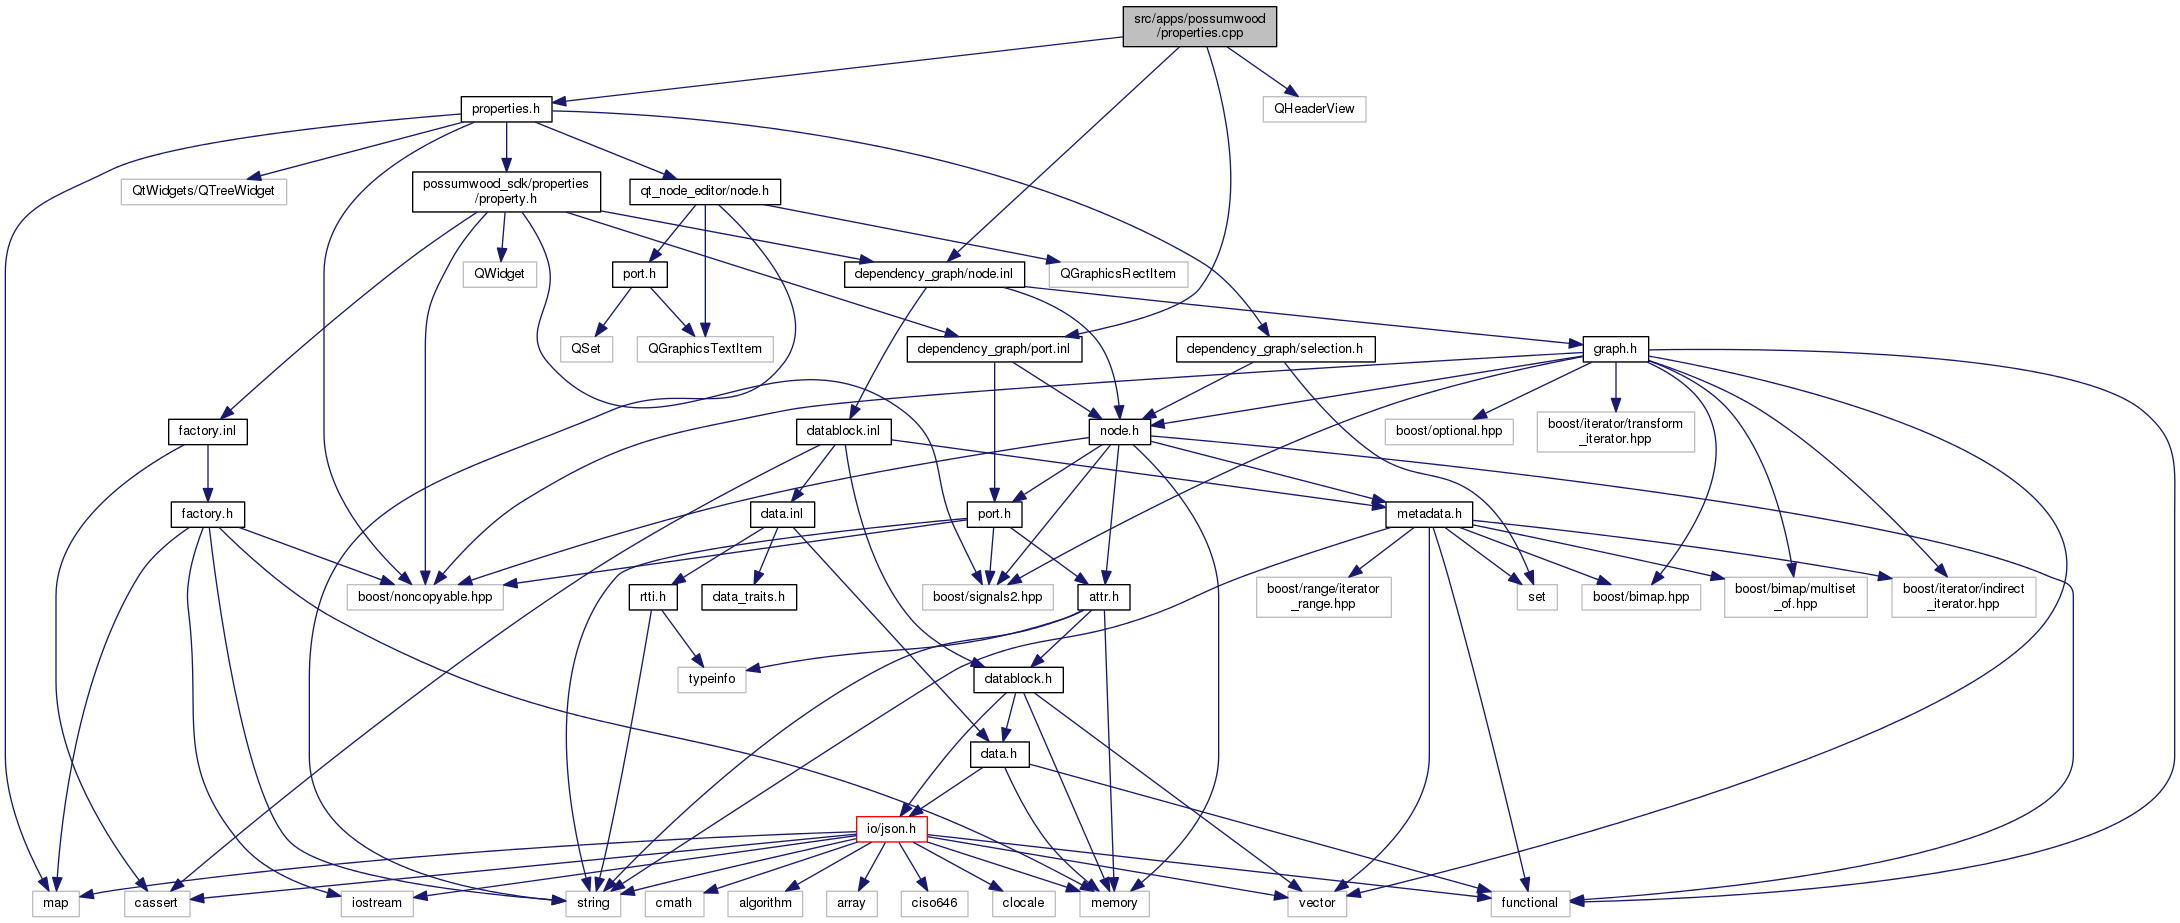 src/apps/possumwood
/properties.cpp
properties.h
QHeaderView
QtWidgets/QTreeWidget
possumwood_sdk/properties
/property.h
qt_node_editor/node.h
QWidget
port.h
dependency_graph/node.inl
QGraphicsRectItem
QSet
QGraphicsTextItem
dependency_graph/port.inl
dependency_graph/selection.h
graph.h
factory.inl
datablock.inl
node.h
boost/optional.hpp
boost/iterator/transform
_iterator.hpp
factory.h
data.inl
port.h
metadata.h
boost/noncopyable.hpp
rtti.h
data_traits.h
boost/signals2.hpp
attr.h
boost/range/iterator
_range.hpp
set
boost/bimap.hpp
boost/bimap/multiset
_of.hpp
boost/iterator/indirect
_iterator.hpp
typeinfo
datablock.h
data.h
io/json.h
map
cassert
iostream
string
cmath
algorithm
array
ciso646
clocale
memory
vector
functional